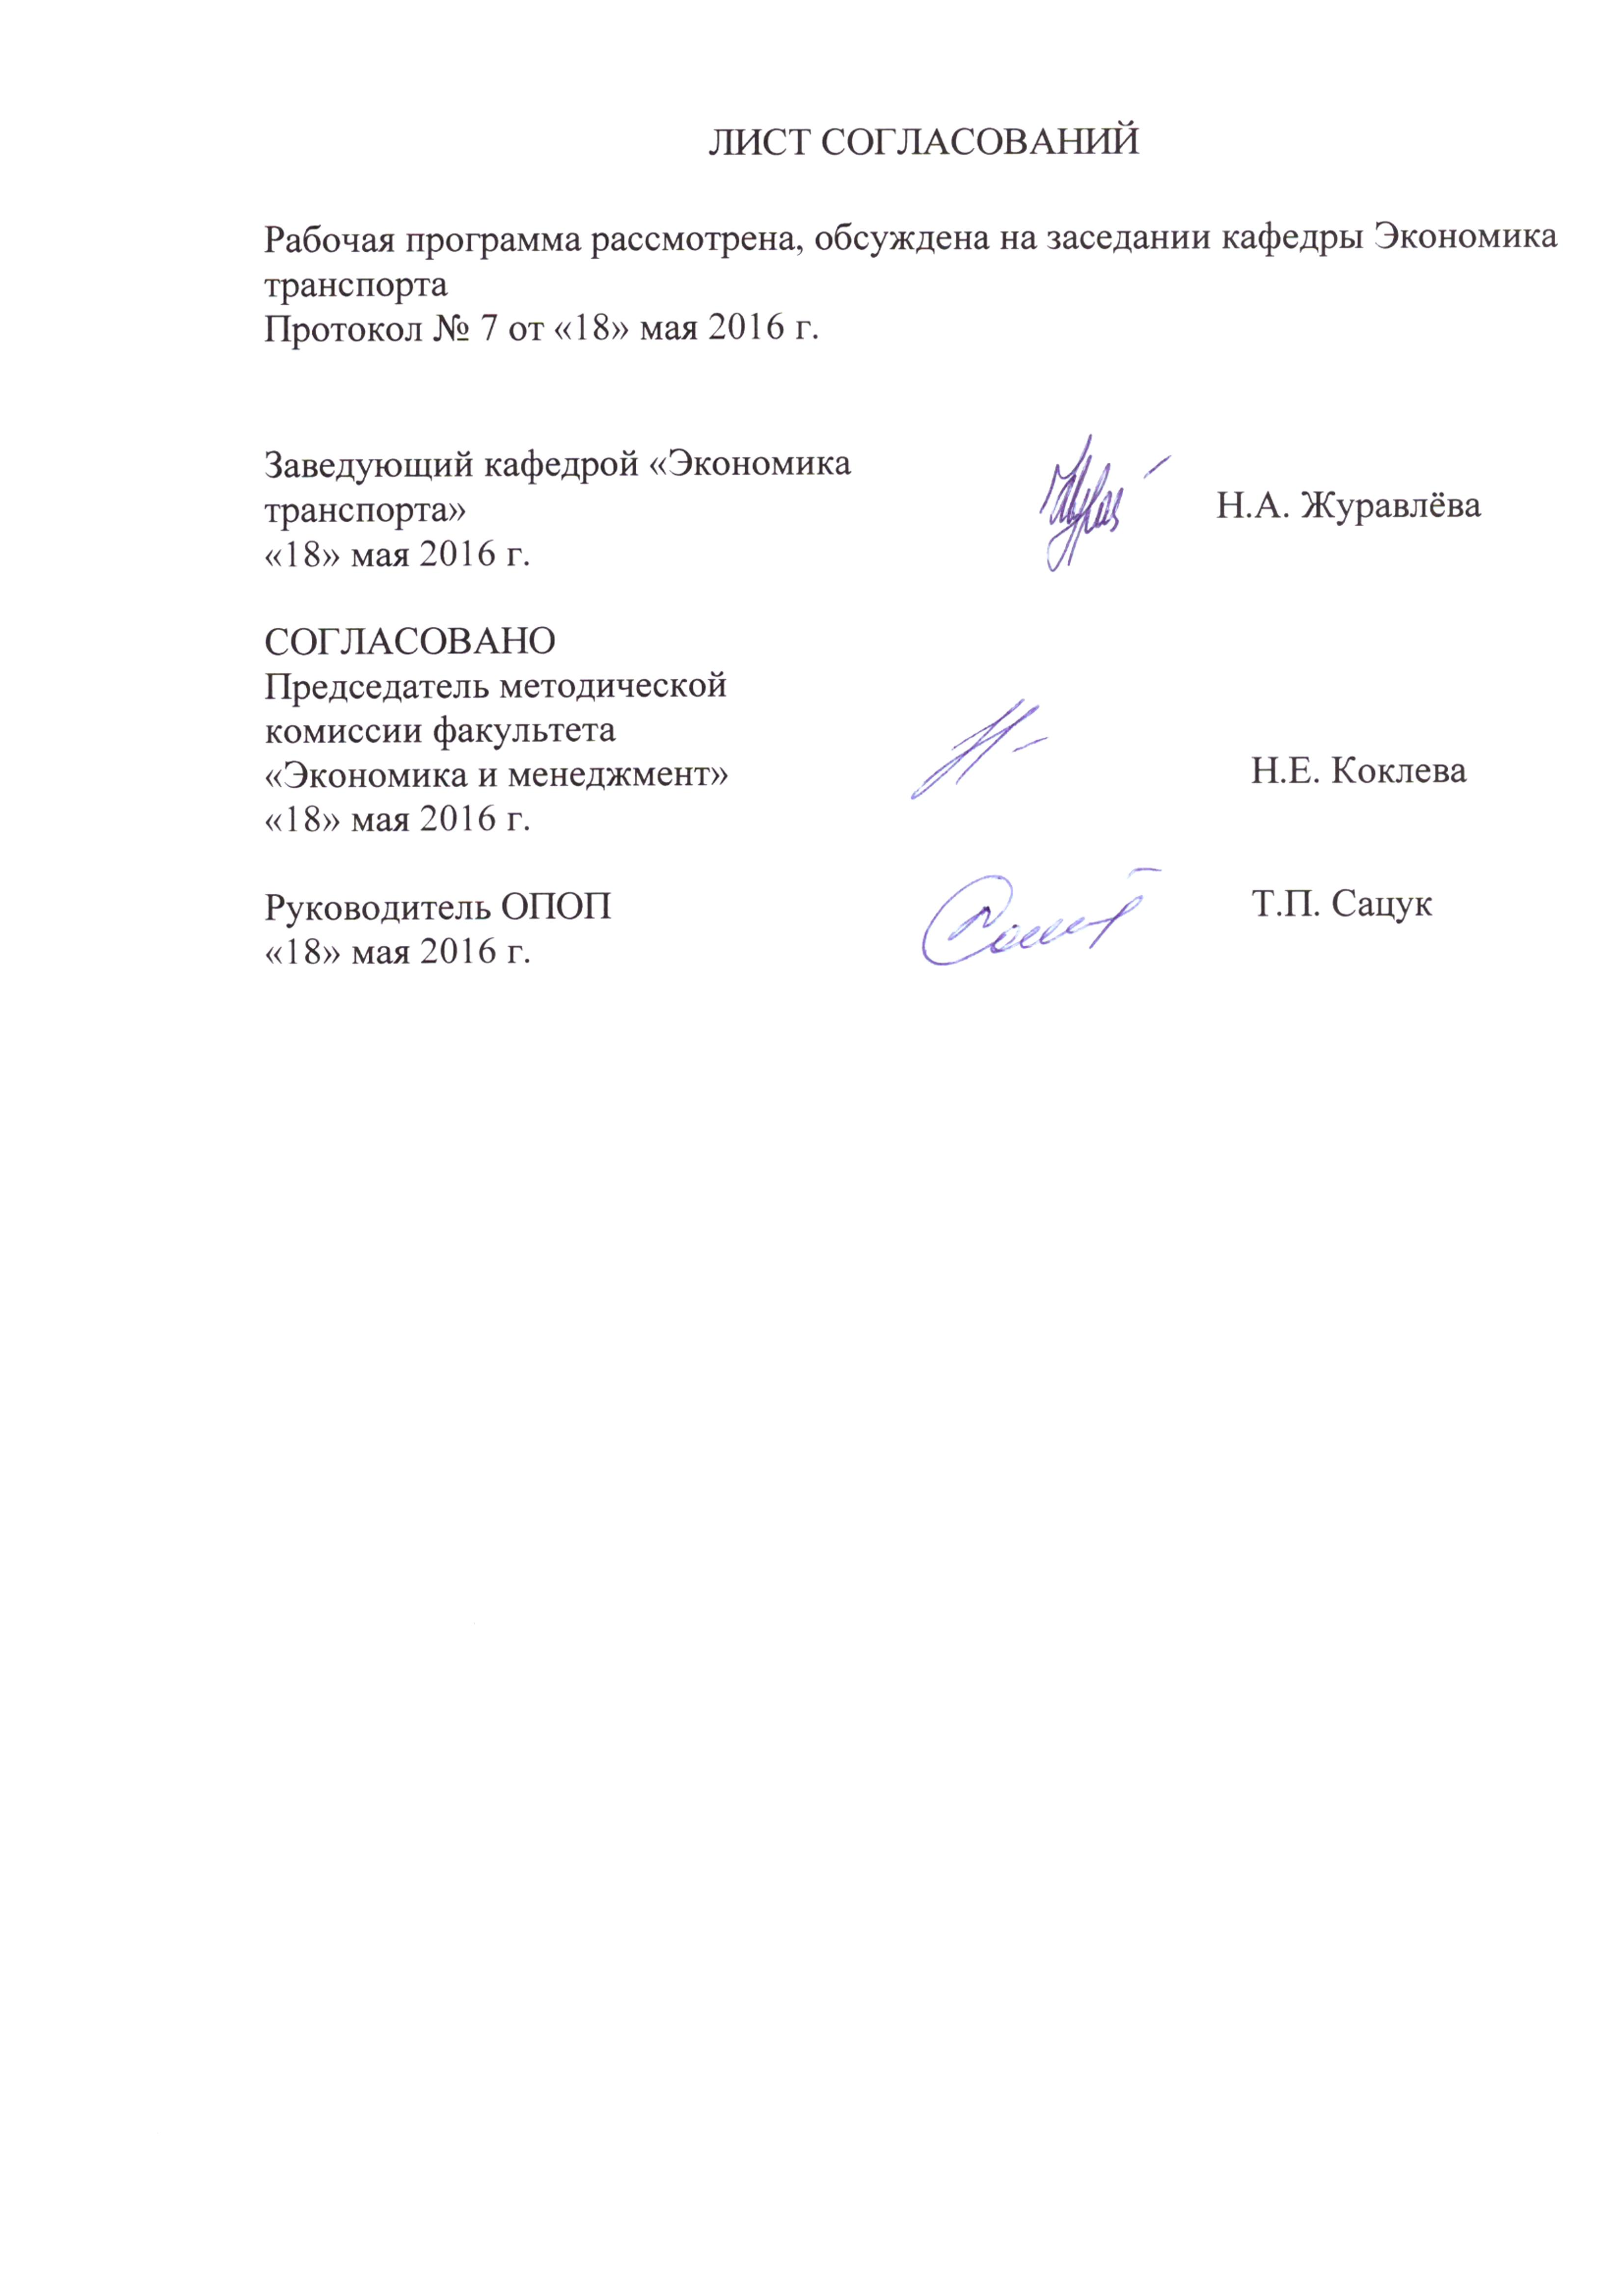 ЛИСТ СОГЛАСОВАНИЙ
Рабочая программа рассмотрена, обсуждена на заседании кафедры Экономика
транспорта
Протокол № 7 от «18» мая 2016 г.
Заведующий кафедрой «Экономика
транспорта»
Н.А. Журавлёва
«18» мая 2016 г.
СОГЛАСОВАНО
Председатель методической
комиссии факультета
«Экономика и менеджмент»
Н.Е. Коклева
«18» мая 2016 г.
Руководитель ОПОП
Т.П. Сацук
«18» мая 2016 г.